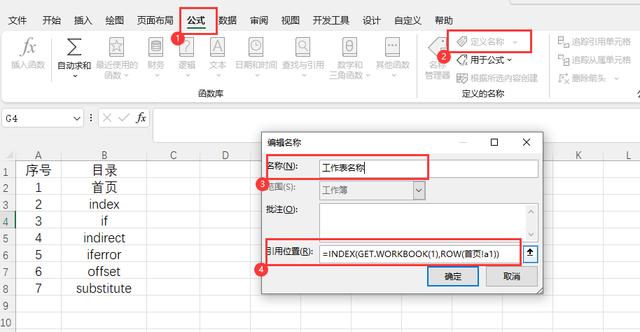 文件 开始 插入 绘图 页面布局 公式 数据 审阅 视图 开发工具 设计 自定义 帮助 Powe
1
fx Σ
定义名称
追踪引用单元格
2
插入函数 自动求和 最近使用的函数 财务 逻辑 文本 日期和时间 查找与引用 数学和三角函数 其他函数 名称管理器
用于公式
追踪从属单元格
根据所选内容创建
删除箭头
函数库 定义的名称
G4
fx
A B C D K L
1 序号 目录
2 1 首页
3 2 index
4 3 if
5 4 indirect
6 5 iferror
7 6 offset
8 7 substitute
9
10
编辑名称
名称(N): 工作表名称
3
范围(S): 工作簿
批注(O):
引用位置(R): =INDEX(GET.WORKBOOK(1),ROW(首页!a1))
4
确定 取消